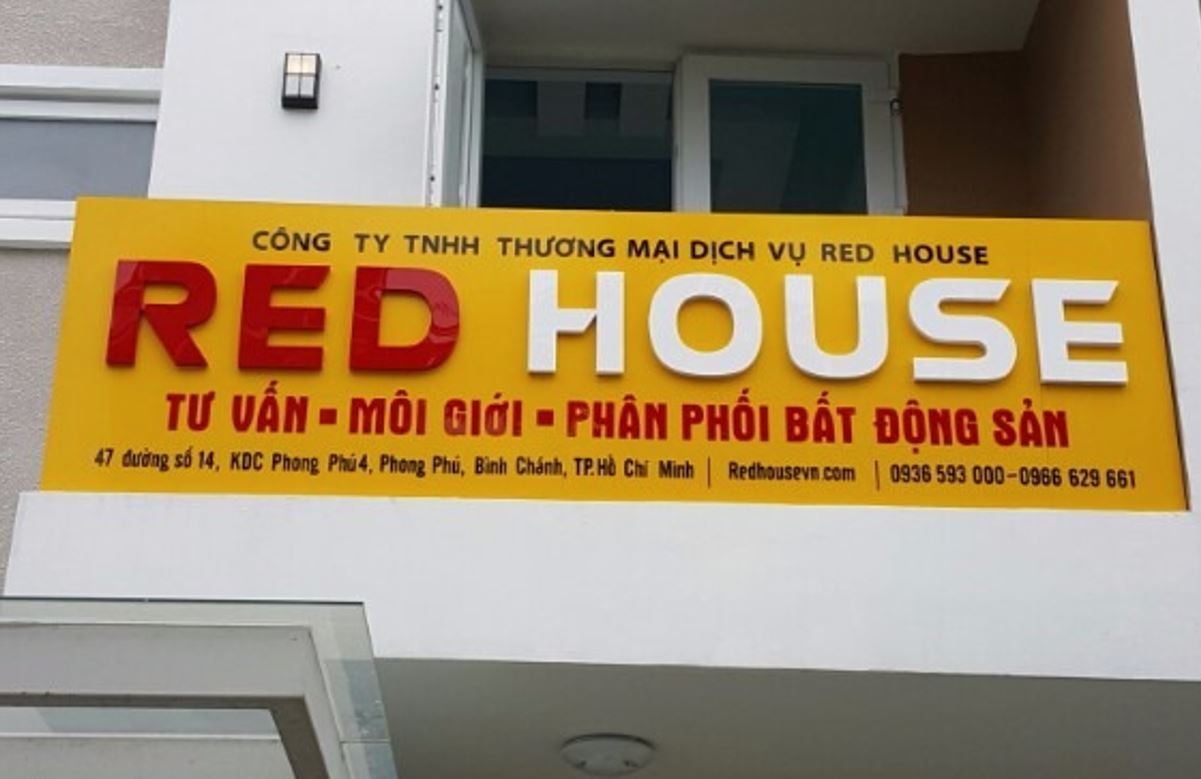 CÔNG TY TNHH THƯƠNG MẠI DỊCH VỤ RED HOUSE
RED HOUSE
TƯ VẤN - MÔI GIỚI - PHÂN PHỐI BẤT ĐỘNG SẢN
47 đường số 14, KDC Phong Phú4, Phong Phú, Bình Chánh, TP.Hồ Chí Minh | Redhousevn.com | 0936 593 000-0966 629 661